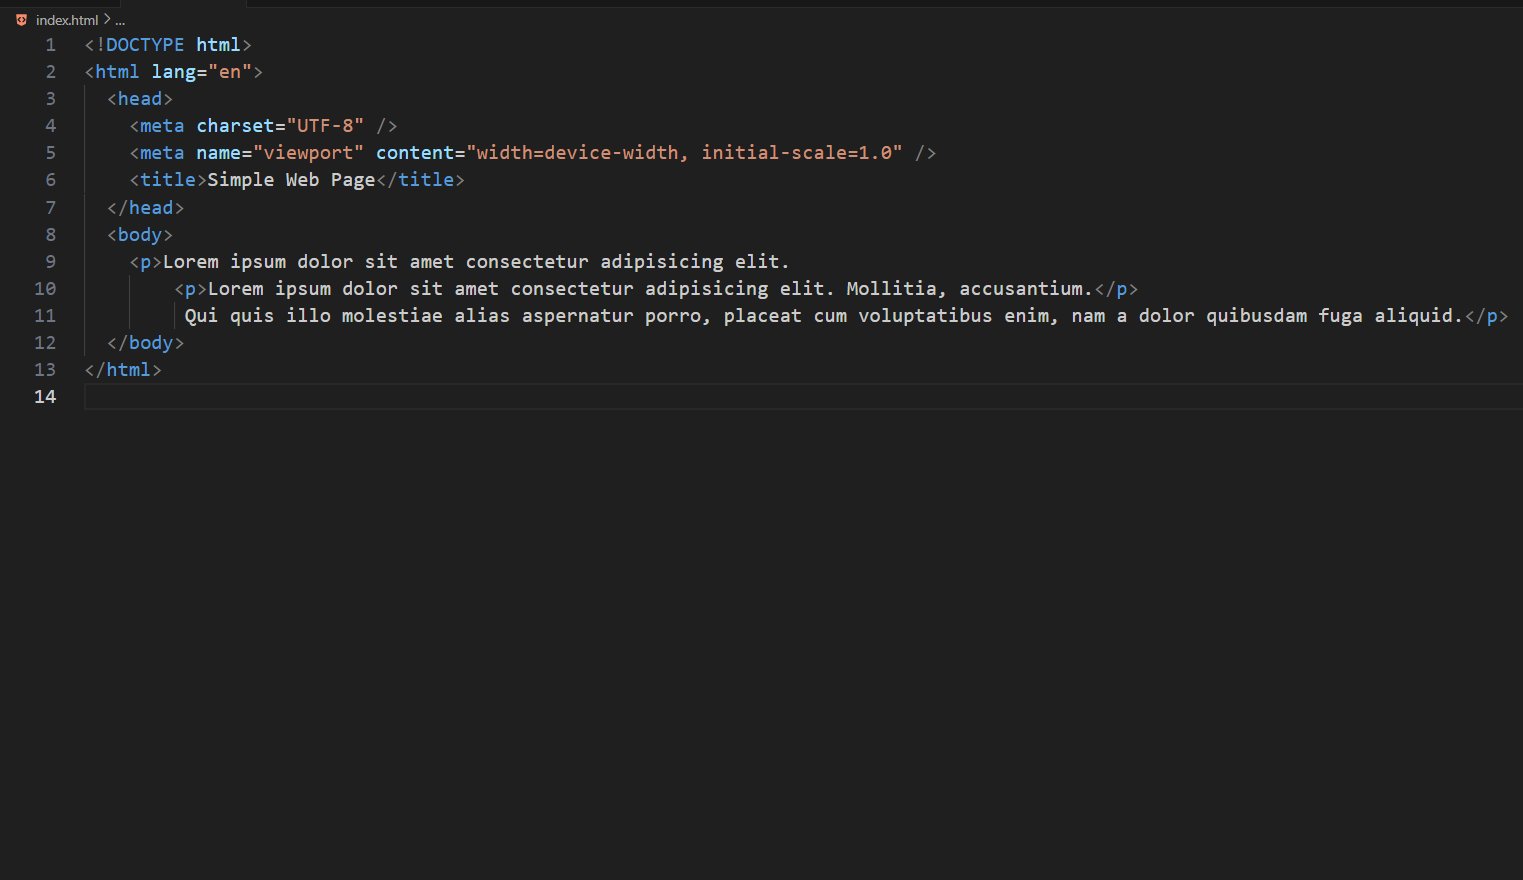 index.html > ...
1 <!DOCTYPE html>
2 <html lang="en">
3 <head>
4 <meta charset="UTF-8" />
5 <meta name="viewport" content="width=device-width, initial-scale=1.0" />
6 <title>Simple Web Page</title>
7 </head>
8 <body>
9 <p>Lorem ipsum dolor sit amet consectetur adipisicing elit.
10 <p>Lorem ipsum dolor sit amet consectetur adipisicing elit. Mollitia, accusantium.</p>
11 Qui quis illo molestiae alias aspernatur porro, placeat cum voluptatibus enim, nam a dolor quibusdam fuga aliquid.</p>
12 </body>
13 </html>
14